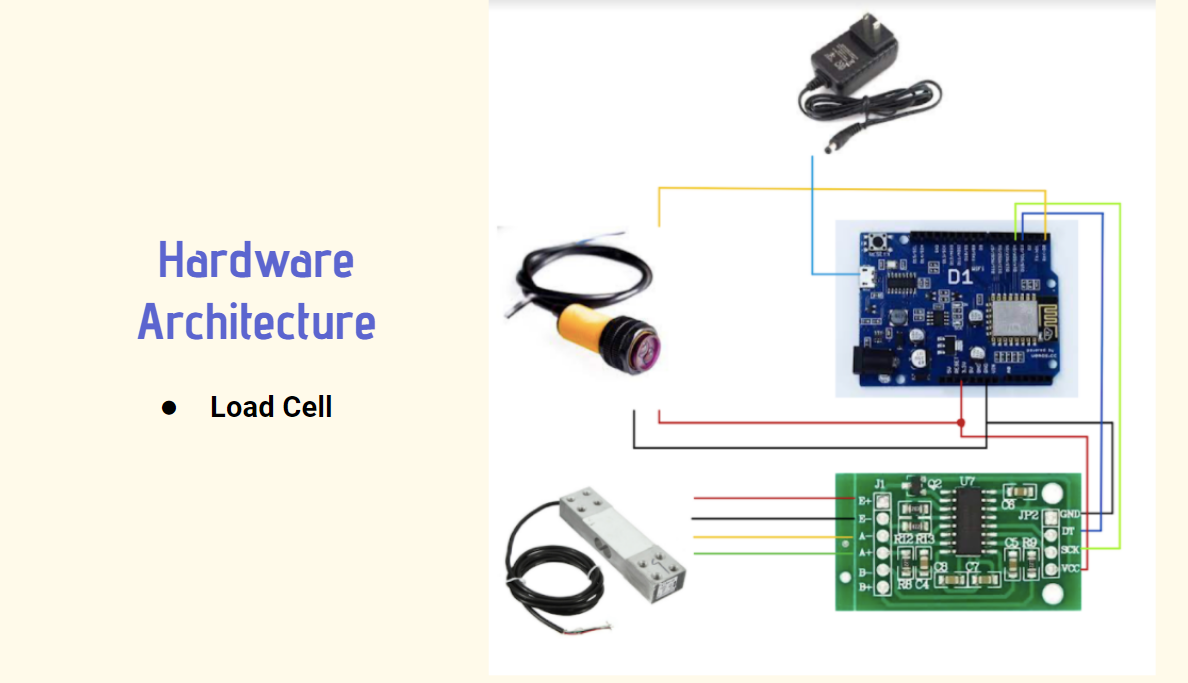 Hardware
Architecture
● Load Cell
D1
J1
Q2
U7
C6
JP2
E+
E-
A-
A+
B-
B+
R12 R13
R8 C4
C8 C7
C5 R9
GND
DT
SCK
VCC